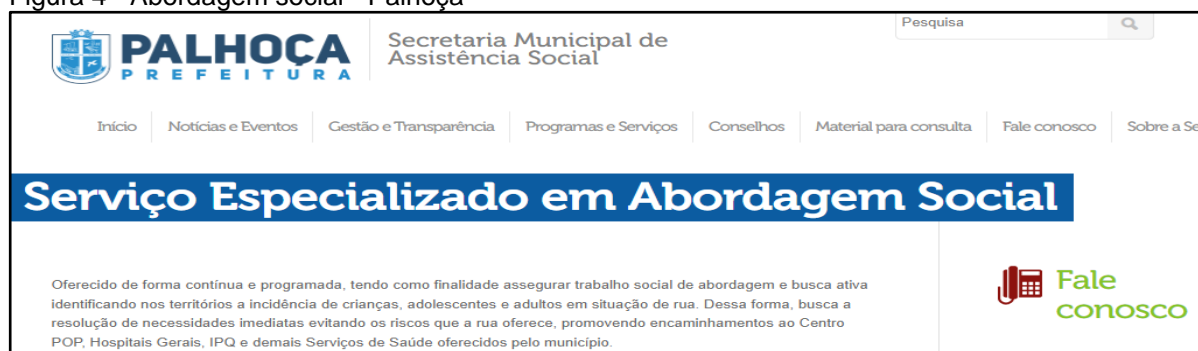 Figura 4 - Abordagem social - Palhoça
PALHOÇA
PREFEITURA
Secretaria Municipal de
Assistência Social
Pesquisa
Início Notícias e Eventos Gestão e Transparência Programas e Serviços Conselhos Material para consulta Fale conosco Sobre a Se
Serviço Especializado em Abordagem Social
Oferecido de forma contínua e programada, tendo como finalidade assegurar trabalho social de abordagem e busca ativa
identificando nos territórios a incidência de crianças, adolescentes e adultos em situação de rua. Dessa forma, busca a
resolução de necessidades imediatas evitando os riscos que a rua oferece, promovendo encaminhamentos ao Centro
POP, Hospitais Gerais, IPQ e demais Serviços de Saúde oferecidos pelo município.
Fale
conosco